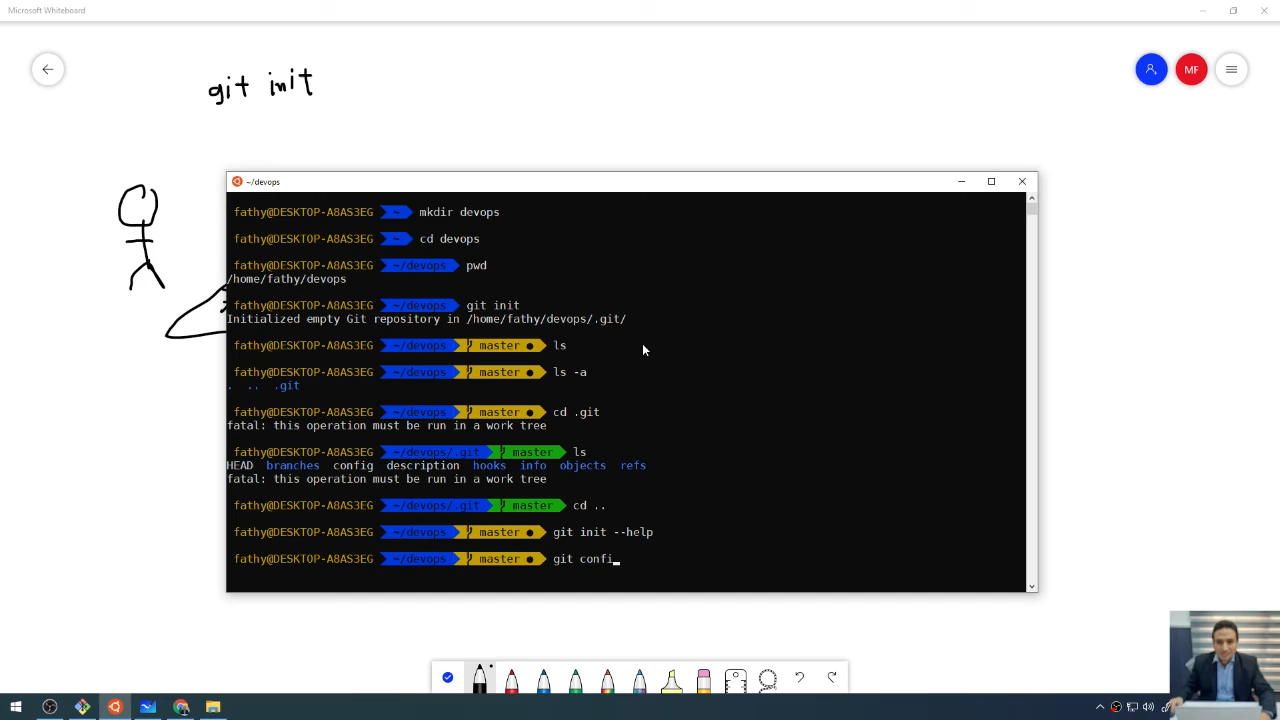 Microsoft Whiteboard
git init
MF
~/devops
fathy@DESKTOP-A8AS3EG ~ mkdir devops
fathy@DESKTOP-A8AS3EG ~ cd devops
fathy@DESKTOP-A8AS3EG ~/devops pwd
/home/fathy/devops
fathy@DESKTOP-A8AS3EG ~/devops git init
Initialized empty Git repository in /home/fathy/devops/.git/
fathy@DESKTOP-A8AS3EG ~/devops master ● ls
fathy@DESKTOP-A8AS3EG ~/devops master ● ls -a
. .. .git
fathy@DESKTOP-A8AS3EG ~/devops master ● cd .git
fatal: this operation must be run in a work tree
fathy@DESKTOP-A8AS3EG ~/devops/.git master ls
HEAD branches config description hooks info objects refs
fatal: this operation must be run in a work tree
fathy@DESKTOP-A8AS3EG ~/devops/.git master cd ..
fathy@DESKTOP-A8AS3EG ~/devops master ● git init --help
fathy@DESKTOP-A8AS3EG ~/devops master ● git confi_